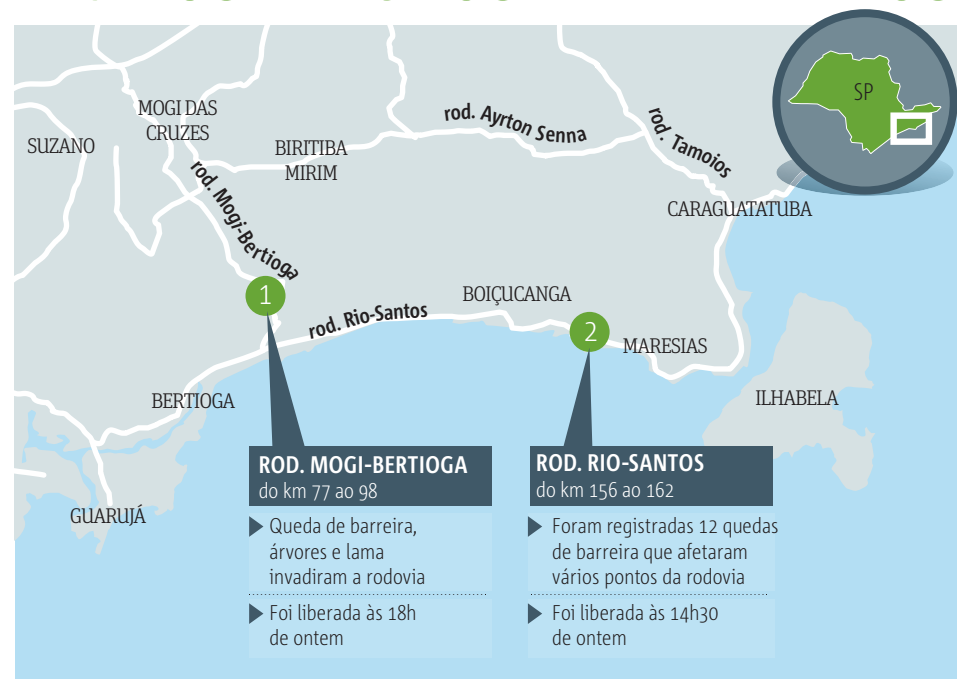 SP
MOGI DAS
CRUZES
SUZANO
BIRITIBA
MIRIM
rod. Ayrton Senna
rod. Tamoios
CARAGUATATUBA
rod. Mogi-Bertioga
1
rod. Rio-Santos
BOIÇUCANGA
2
MARESIAS
BERTIOGA
ILHABELA
GUARUJÁ
ROD. MOGI-BERTIOGA
do km 77 ao 98
Queda de barreira,
árvores e lama
invadiram a rodovia
Foi liberada às 18h
de ontem
ROD. RIO-SANTOS
do km 156 ao 162
Foram registradas 12 quedas
de barreira que afetaram
vários pontos da rodovia
Foi liberada às 14h30
de ontem